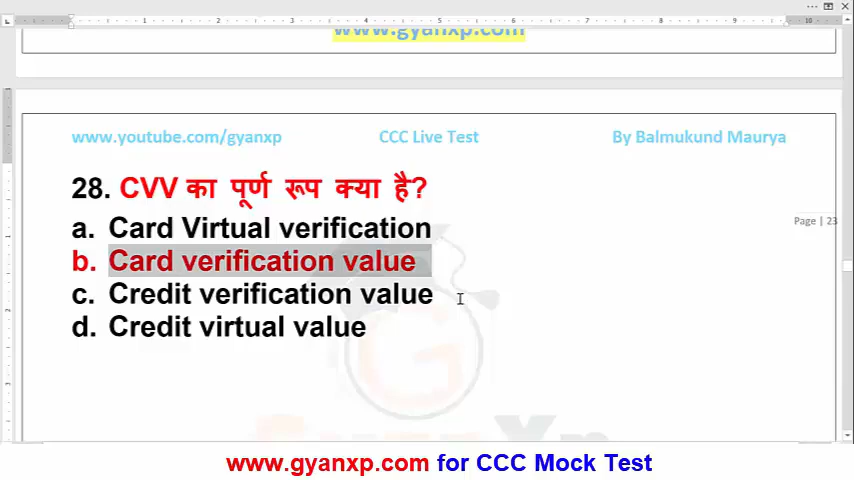 www.gyanxp.com
www.youtube.com/gyanxp CCC Live Test By Balmukund Maurya
28. CVV का पूर्ण रूप क्या है?
a. Card Virtual verification
Page | 23
b. Card verification value
c. Credit verification value
d. Credit virtual value
www.gyanxp.com for CCC Mock Test